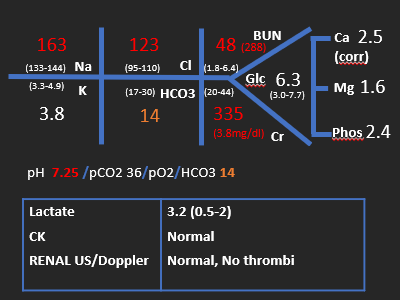 163 123 48 (288) BUN Ca 2.5
(133-144) Na (95-110) Cl (1.8-6.4) (corr)
(3.3-4.9) K (17-30) HCO3 (20-44) Glc 6.3 (3.0-7.7) Mg 1.6
3.8 14 335
(3.8mg/dl) Cr Phos 2.4
pH 7.25 /pCO2 36/pO2/HCO3 14
Lactate 3.2 (0.5-2)
CK Normal
RENAL US/Doppler Normal, No thrombi